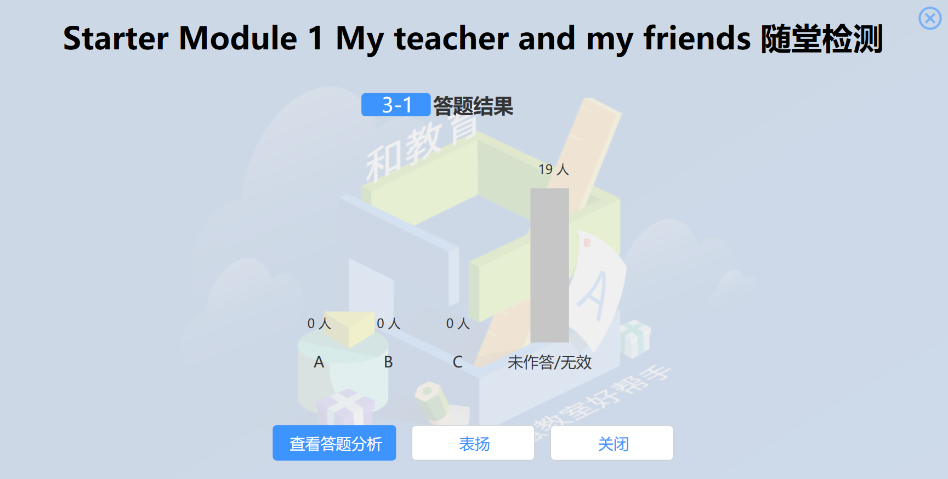 Starter Module 1 My teacher and my friends 随堂检测
3-1 答题结果
和教育
19 人
0 人 0 人 0 人
A B C 未作答/无效
教室好帮手
查看答题分析 表扬 关闭